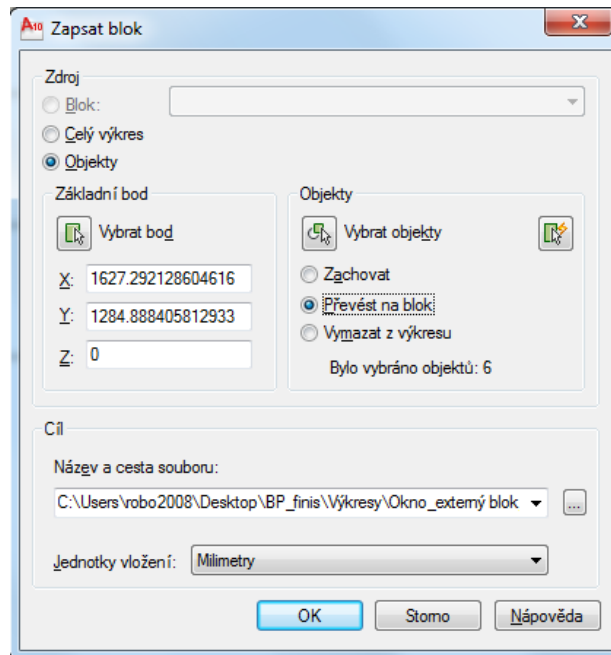 A10 Zapsat blok
Zdroj
Blok:
Celý výkres
Objekty
Základní bod
Vybrat bod
X: 1627.292128604616
Y: 1284.888405812933
Z: 0
Objekty
Vybrat objekty
Zachovat
Převést na blok
Vymazat z výkresu
Bylo vybráno objektů: 6
Cíl
Název a cesta souboru:
C:\Users\robo2008\Desktop\BP_finis\Výkresy\Okno_externý blok
...
Jednotky vložení: Milimetry
OK Storno Nápověda